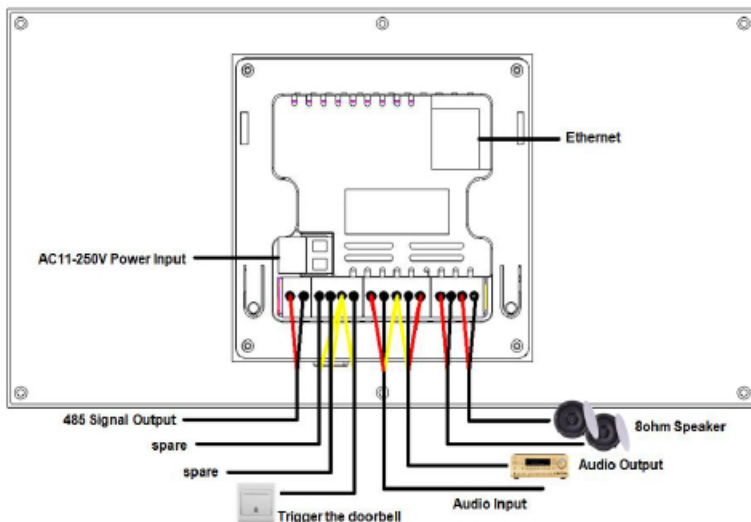 Ethernet
AC11-250V Power Input
485 Signal Output
8ohm Speaker
spare
Audio Output
spare
Audio Input
Trigger the doorbell